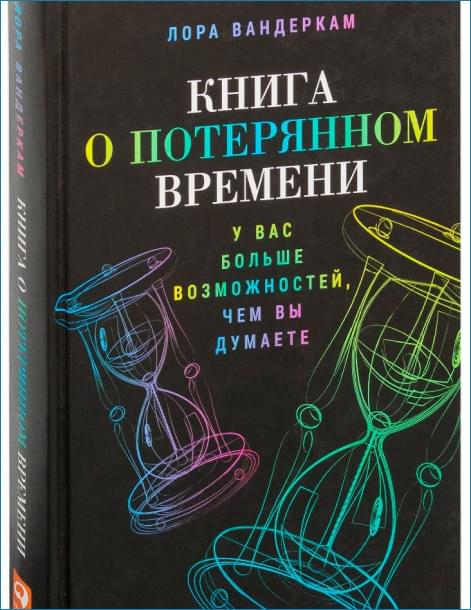 ЛОРА ВАНДЕРКАМ
КНИГА
О ПОТЕРЯННОМ
ВРЕМЕНИ
У ВАС
БОЛЬШЕ
ВОЗМОЖНОСТЕЙ,
ЧЕМ ВЫ
ДУМАЕТЕ
ЛОРА ВАНДЕРКАМ КНИГА О ПОТЕРЯННОМ ВРЕМЕНИ